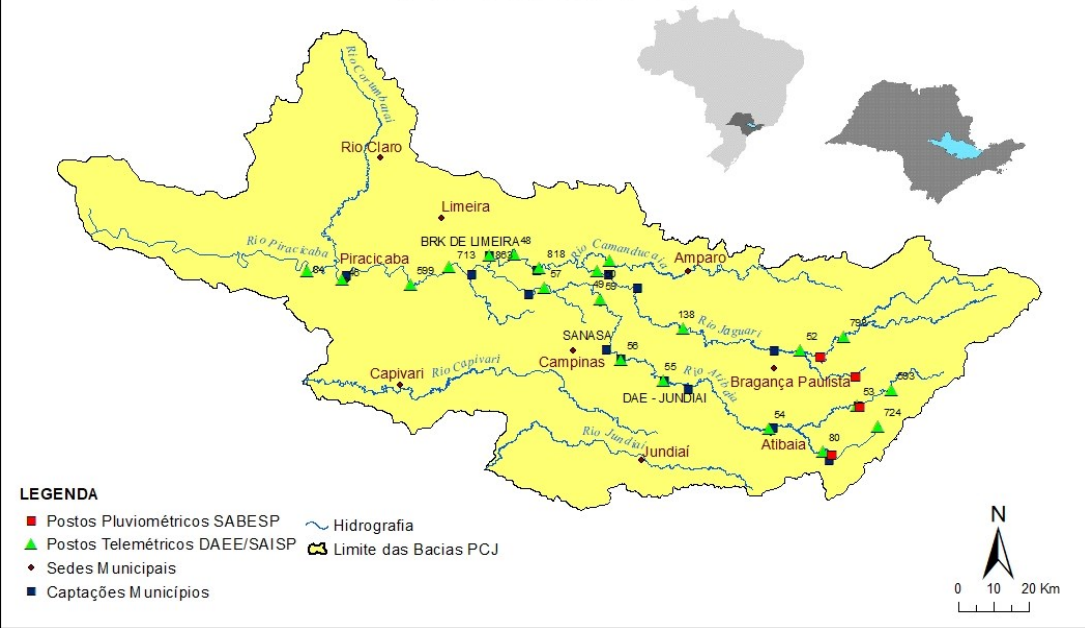 Rio Corumbataí
Rio Claro
Limeira
BRK DE LIMEIRA
48
Rio Camanducaia
Rio Piracicaba
Piracicaba
713
818
Amparo
84
599
57
49
59
138
Rio Jaguari
52
SANASA
56
Campinas
Capivari
Rio Capivari
55
Rio Atibaia
Bragança Paulista
DAE - JUNDIAI
53
724
54
Atibaia
80
Rio Jundiaí
Jundiaí
LEGENDA
Postos Pluviométricos SABESP
Postos Telemétricos DAEE/SAISP
Sedes Municipais
Captações Municípios
Hidrografia
Limite das Bacias PCJ
N
0 10 20 Km